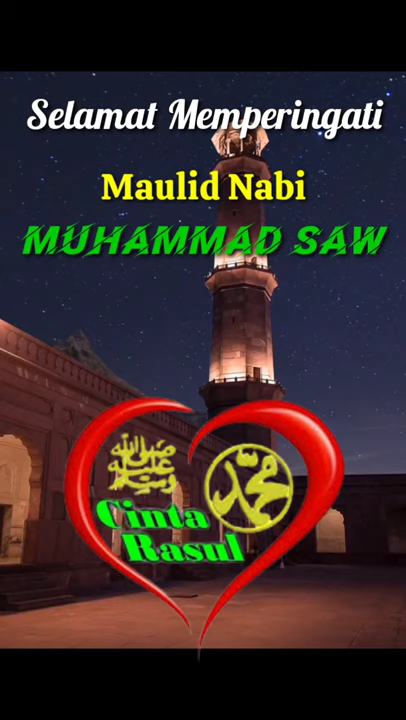 Selamat Memperingati
Maulid Nabi
MUHAMMAD SAW
صلى الله
عليه
وسلم
محمد
Cinta
Rasul